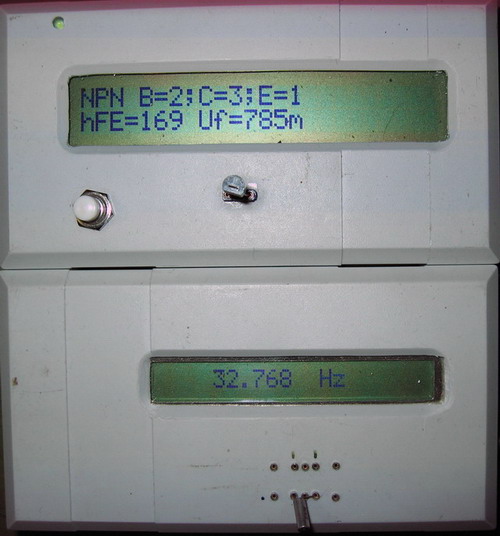 NPN B=2;C=3;E=1
hFE=169 Uf=785m
32.768 Hz